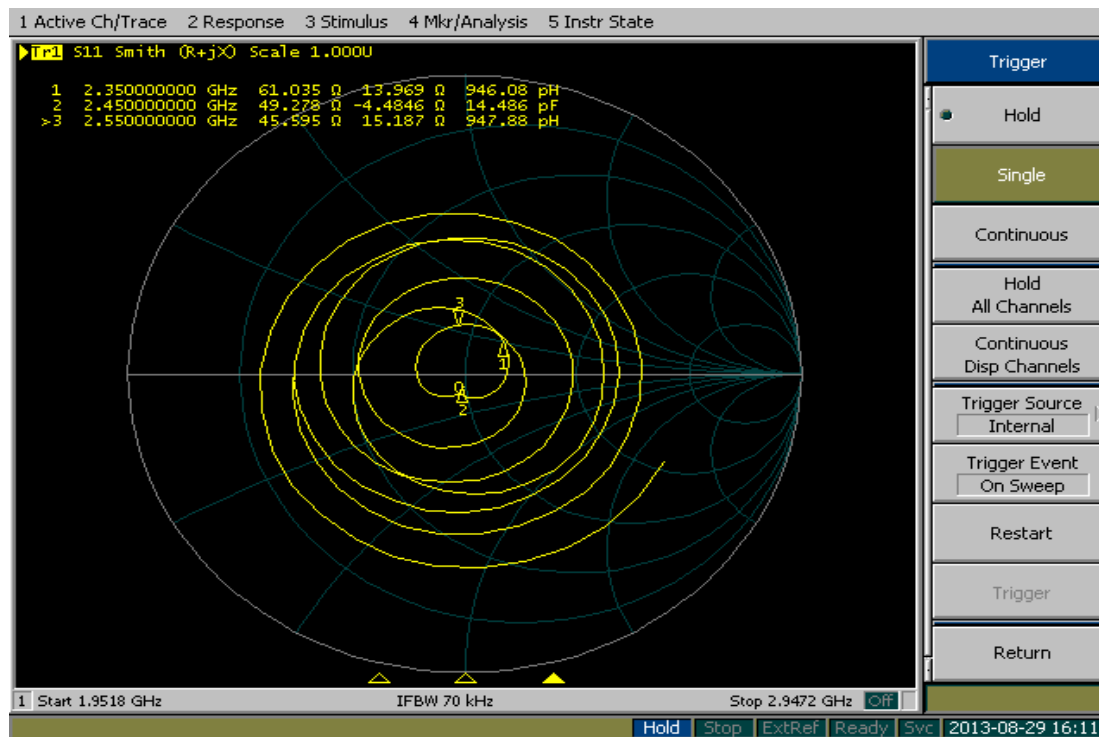 1 Active Ch/Trace 2 Response 3 Stimulus 4 Mkr/Analysis 5 Instr State
Tr1 S11 Smith (R+jX) Scale 1.000U
1 2.350000000 GHz 61.035 Ω 13.969 Ω 946.08 pH
2 2.450000000 GHz 49.278 Ω -4.4846 Ω 14.486 pF
>3 2.550000000 GHz 45.595 Ω 15.187 Ω 947.88 pH
3
1
2
Trigger
Hold
Single
Continuous
Hold
All Channels
Continuous
Disp Channels
Trigger Source
Internal
Trigger Event
On Sweep
Restart
Trigger
Return
1 Start 1.9518 GHz IFBW 70 kHz Stop 2.9472 GHz Off
Hold Stop ExtRef Ready Svc 2013-08-29 16:11